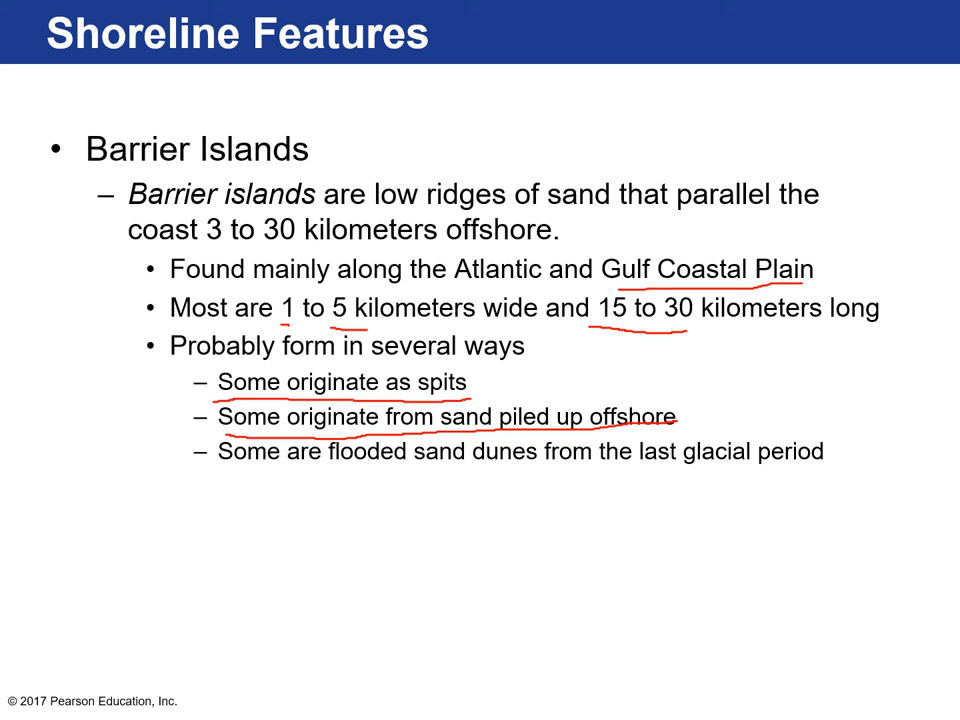 Shoreline Features
• Barrier Islands
– Barrier islands are low ridges of sand that parallel the
coast 3 to 30 kilometers offshore.
• Found mainly along the Atlantic and Gulf Coastal Plain
• Most are 1 to 5 kilometers wide and 15 to 30 kilometers long
• Probably form in several ways
– Some originate as spits
– Some originate from sand piled up offshore
– Some are flooded sand dunes from the last glacial period
© 2017 Pearson Education, Inc.